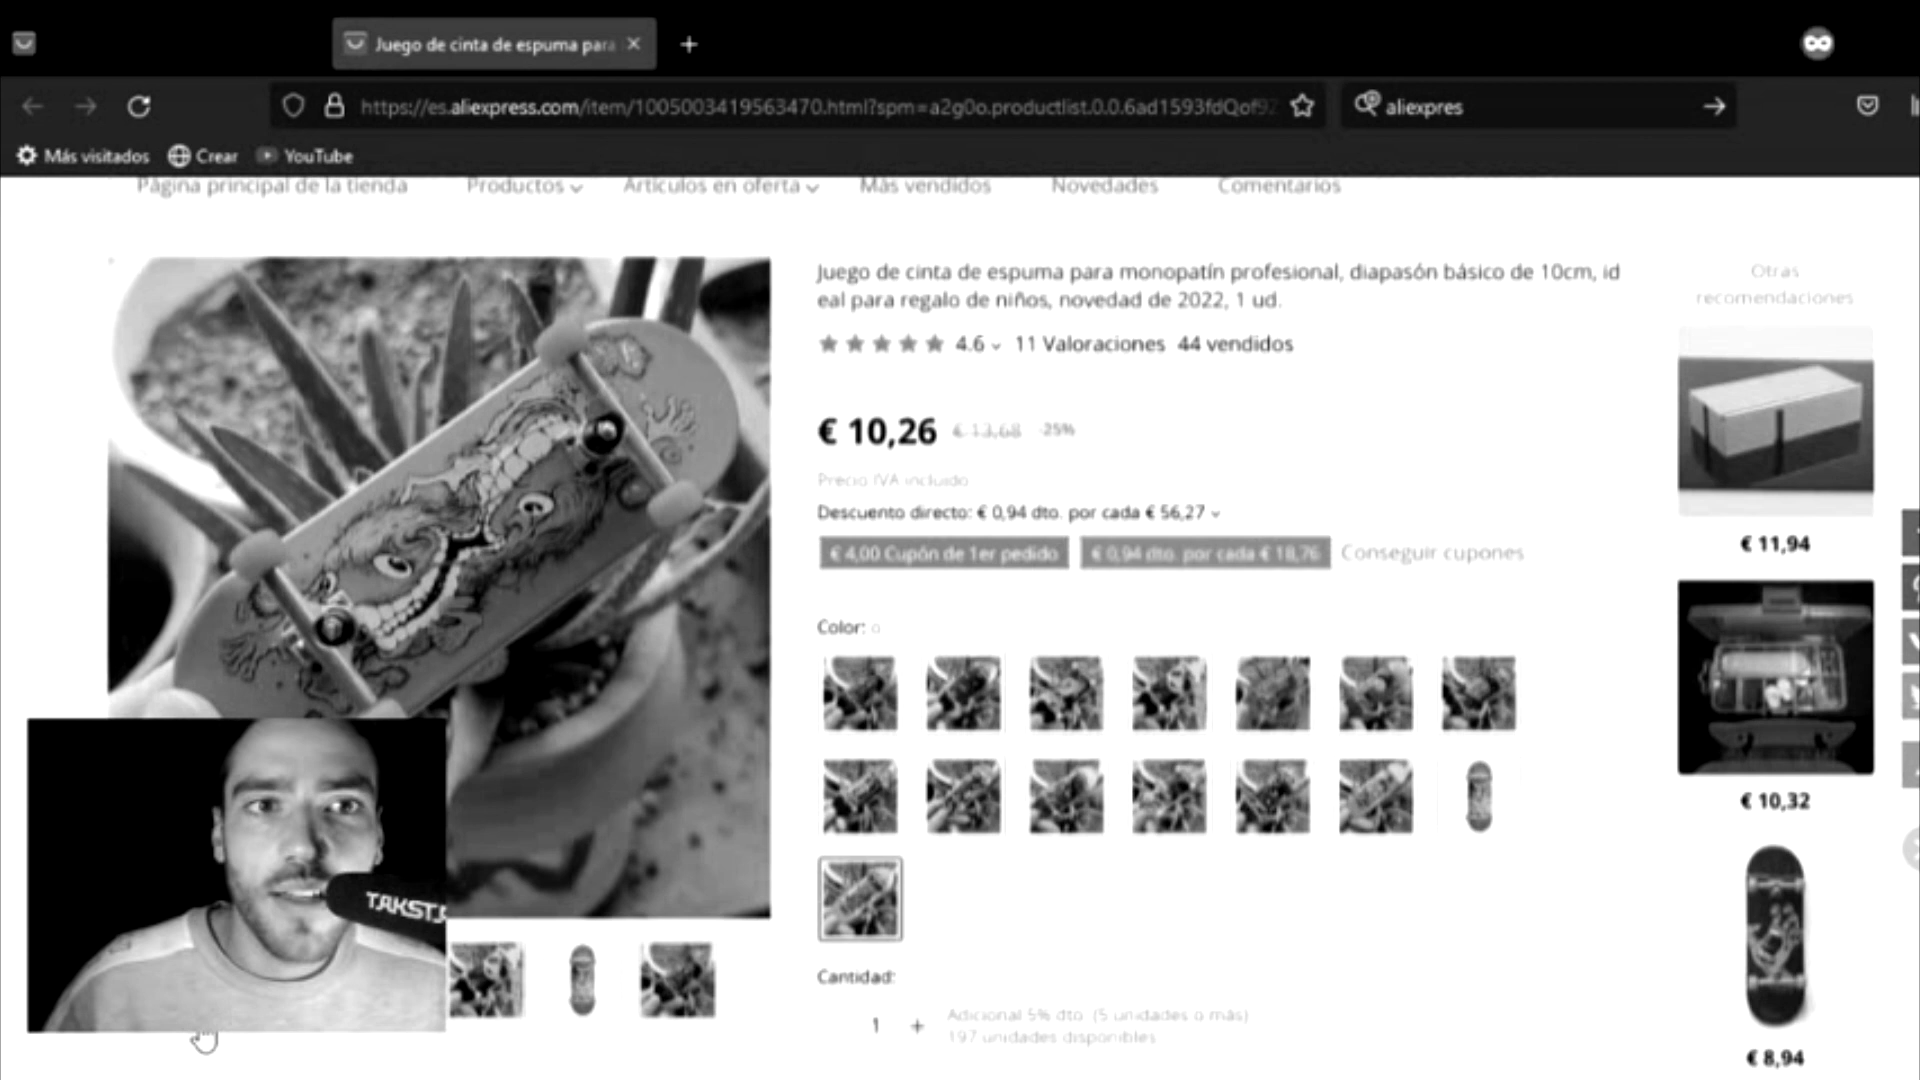 Juego de cinta de espuma para
https://es.aliexpress.com/item/1005003419563470.html?spm=a2g0o.productlist.0.0.6ad1593fdQof9
aliexpres
Más visitados
Crear
YouTube
Página principal de la tienda
Productos
Artículos en oferta
Más vendidos
Novedades
Comentarios
Juego de cinta de espuma para monopatín profesional, diapasón básico de 10cm, id
eal para regalo de niños, novedad de 2022, 1 ud.
4.6
11 Valoraciones
44 vendidos
€ 10,26
€ 13,68
-25%
Precio IVA incluido
Descuento directo: € 0,94 dto. por cada € 56,27
€ 4,00 Cupón de 1er pedido
€ 0,94 dto. por cada € 18,76
Conseguir cupones
Color:
Cantidad:
1 +
Adicional 5% dto. (5 unidades o más)
197 unidades disponibles
Otras
recomendaciones
€ 11,94
€ 10,32
€ 8,94